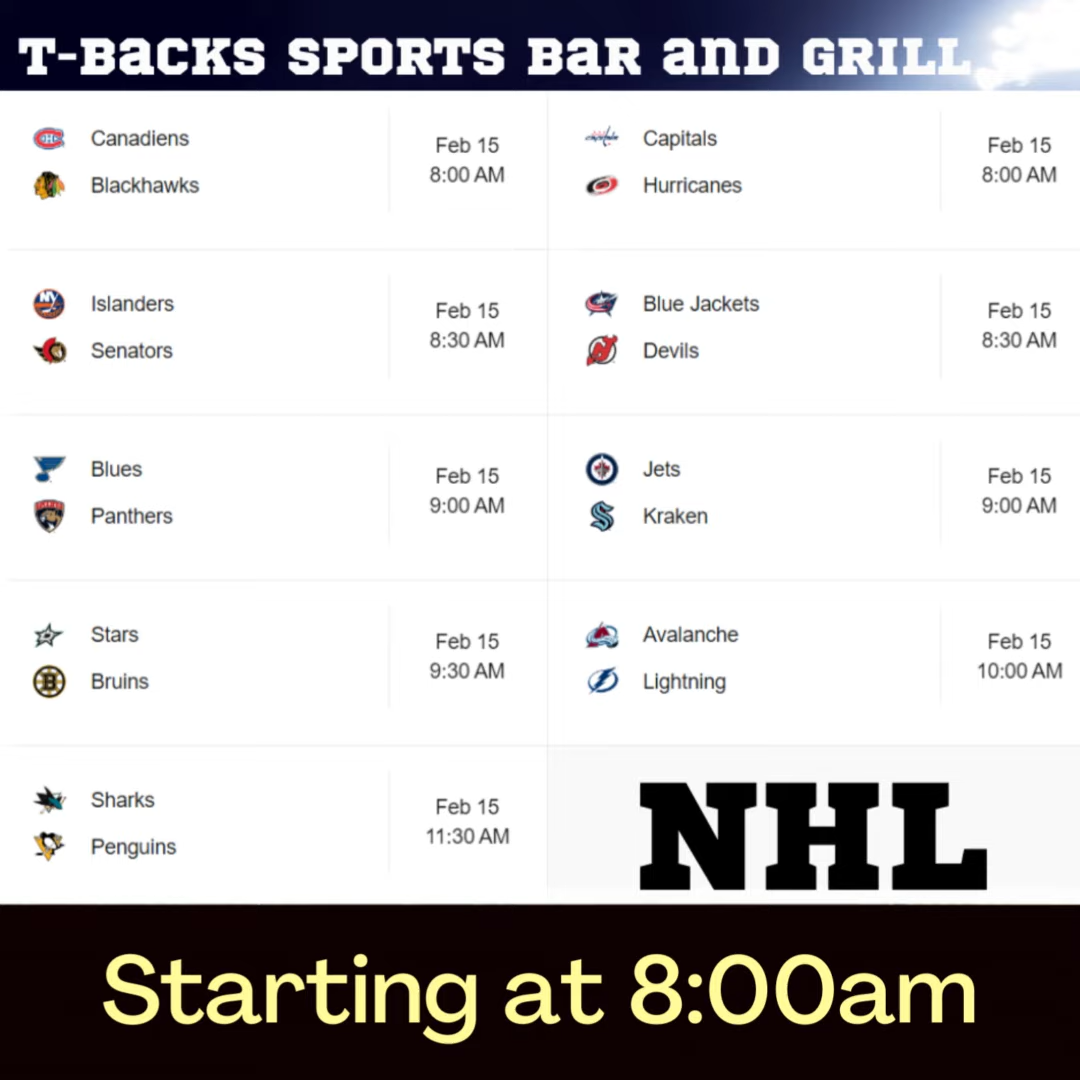 T-BaCKS SPORTS BaR anD GRILL
Canadiens
Blackhawks
Feb 15
8:00 AM
Capitals
Hurricanes
Feb 15
8:00 AM
Islanders
Senators
Feb 15
8:30 AM
Blue Jackets
Devils
Feb 15
8:30 AM
Blues
Panthers
Feb 15
9:00 AM
Jets
Kraken
Feb 15
9:00 AM
Stars
Bruins
Feb 15
9:30 AM
Avalanche
Lightning
Feb 15
10:00 AM
Sharks
Penguins
Feb 15
11:30 AM
NHL
Starting at 8:00am